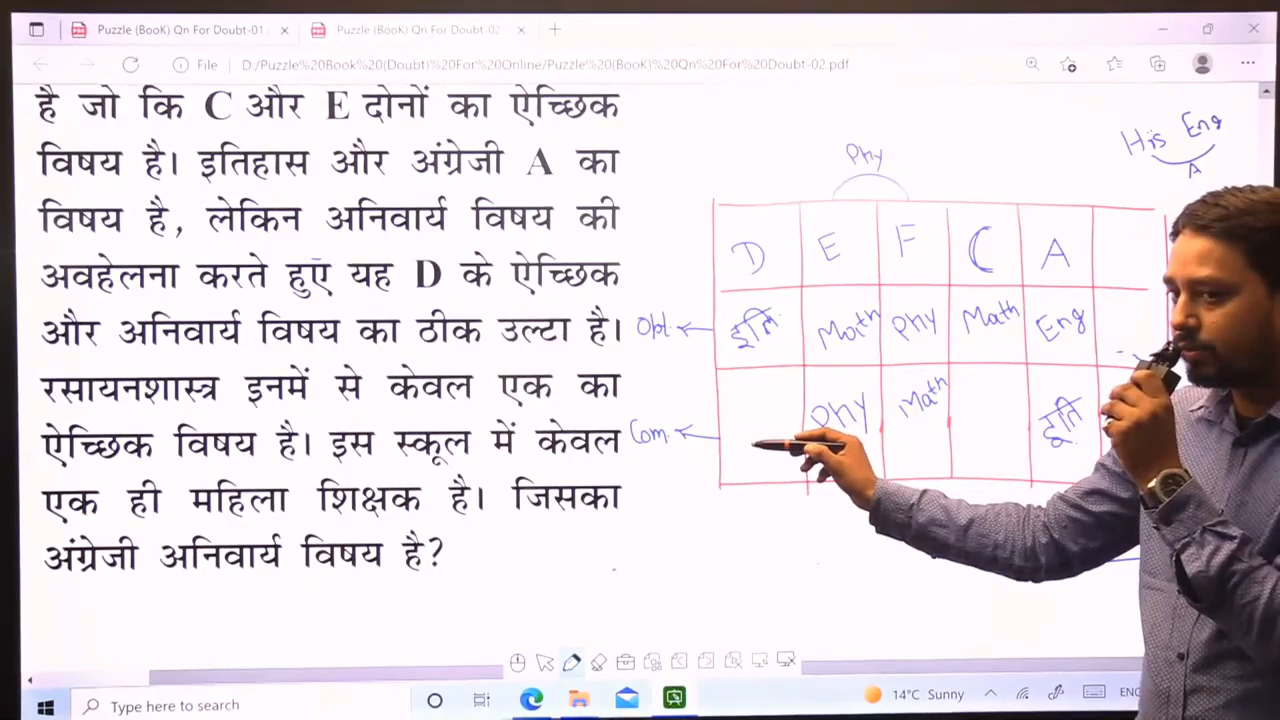 Puzzle (BooK) Qn For Doubt-01
Puzzle (BooK) Qn For Doubt-02
File
D:/Puzzle%20Book%20(Doubt)%20For%20Online/Puzzle%20(BooK)%20Qn%20For%20Doubt-02.pdf
है जो कि C और E दोनों का ऐच्छिक
विषय है। इतिहास और अंग्रेजी A का
विषय है, लेकिन अनिवार्य विषय की
अवहेलना करते हुए यह D के ऐच्छिक
और अनिवार्य विषय का ठीक उल्टा है।
रसायनशास्त्र इनमें से केवल एक का
ऐच्छिक विषय है। इस स्कूल में केवल
एक ही महिला शिक्षक है। जिसका
अंग्रेजी अनिवार्य विषय है?
His Eng
A
Phy
D E F C A
Opt. इति Math Phy Math Eng
Com. Phy Math इति
Type here to search
14°C Sunny
ENG